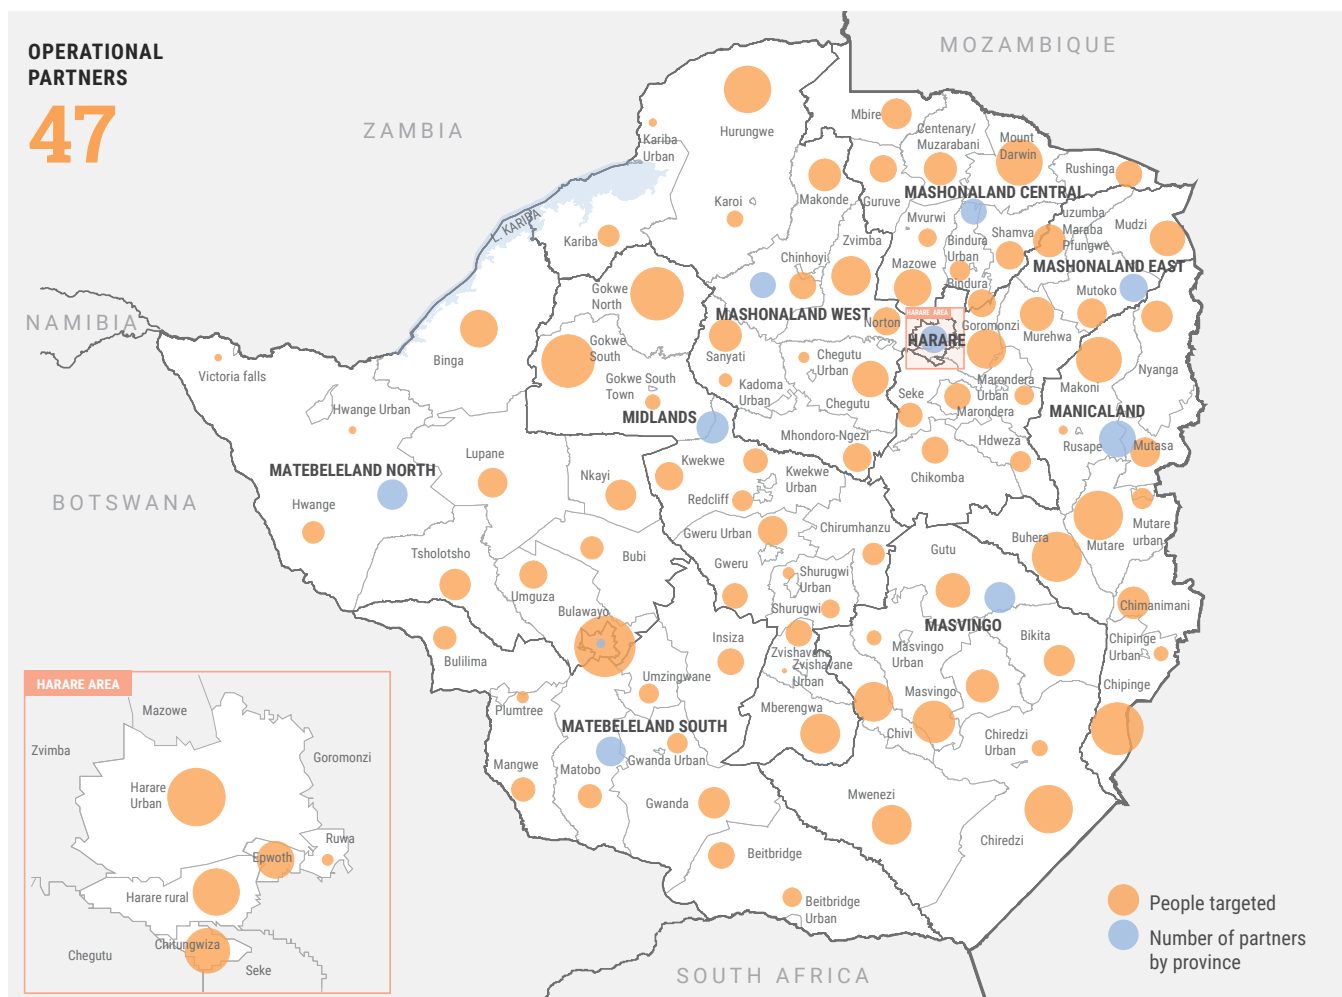 OPERATIONAL
PARTNERS
47
MOZAMBIQUE
ZAMBIA
NAMIBIA
BOTSWANA
SOUTH AFRICA
L. KARIBA
Hurungwe
Kariba
Urban
Mbire
Centenary/
Muzarabani
Mount
Darwin
Rushinga
Karoi
Makonde
Guruve
MASHONALAND CENTRAL
Kariba
Mvurwi
Zvimba
Bindura
Urban
Shamva
uzumba
Maraba
Pfungwe
Mudzi
Chinhoyi
Mazowe
Bindura
MASHONALAND EAST
Gokwe
North
Mutoko
MASHONALAND WEST
Norton
HARARE AREA
HARARE
Goromonzi
Murehwa
Binga
Gokwe
South
Sanyati
Chegutu
Urban
Nyanga
Victoria falls
Gokwe South
Town
Kadoma
Urban
Chegutu
Seke
Marondera
Urban
Marondera
Makoni
Hwange Urban
MIDLANDS
MANICALAND
Mhondoro-Ngezi
Hdweza
Rusape
Mutasa
MATEBELELAND NORTH
Lupane
Nkayi
Kwekwe
Kwekwe
Urban
Chikomba
Hwange
Redcliff
Gweru Urban
Chirumhanzu
Mutare
urban
Tsholotsho
Bubi
Gutu
Buhera
Mutare
Umguza
Gweru
Shurugwi
Urban
Bulawayo
Shurugwi
Chimanimani
MASVINGO
Insiza
Bikita
Chipinge
Urban
Bulilima
Zvishavane
Zvishavane
Urban
Masvingo
Urban
Umzingwane
Chipinge
Plumtree
Mberengwa
Masvingo
MATEBELELAND SOUTH
Chivi
Chiredzi
Urban
Gwanda Urban
Mangwe
Matobo
Gwanda
Mwenezi
Chiredzi
Beitbridge
Beitbridge
Urban
HARARE AREA
Mazowe
Zvimba
Goromonzi
Harare
Urban
Ruwa
Epwoth
Harare rural
Chitungwiza
Chegutu
Seke
People targeted
Number of partners
by province